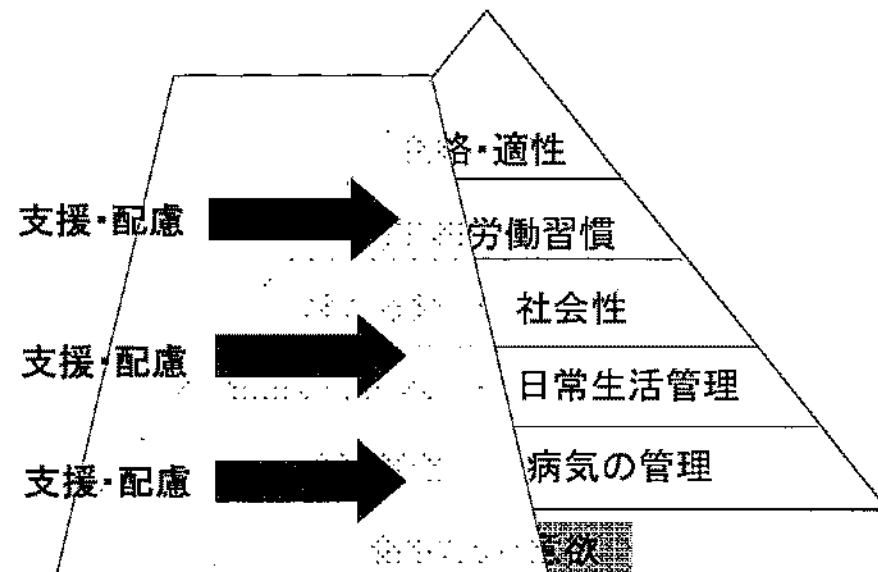 格・適性
支援・配慮
労働習慣
社会性
支援・配慮
日常生活管理
支援・配慮
病気の管理
欲